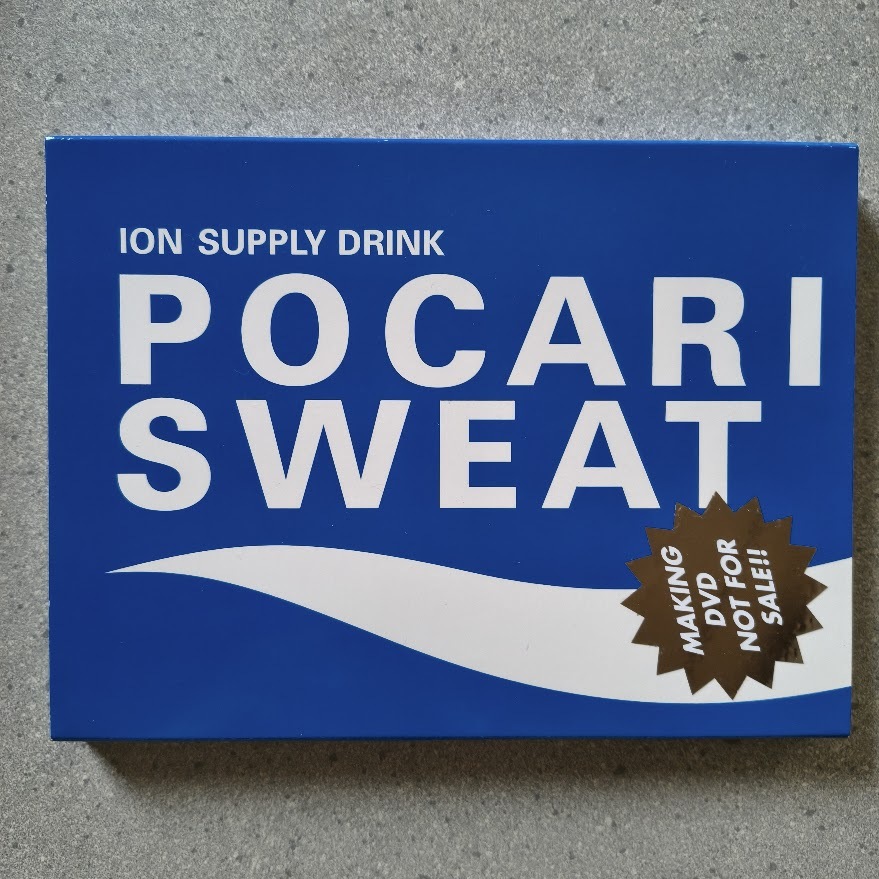 ION SUPPLY DRINK
POCARI
SWEAT
MAKING
DVD
NOT FOR
SALE!!